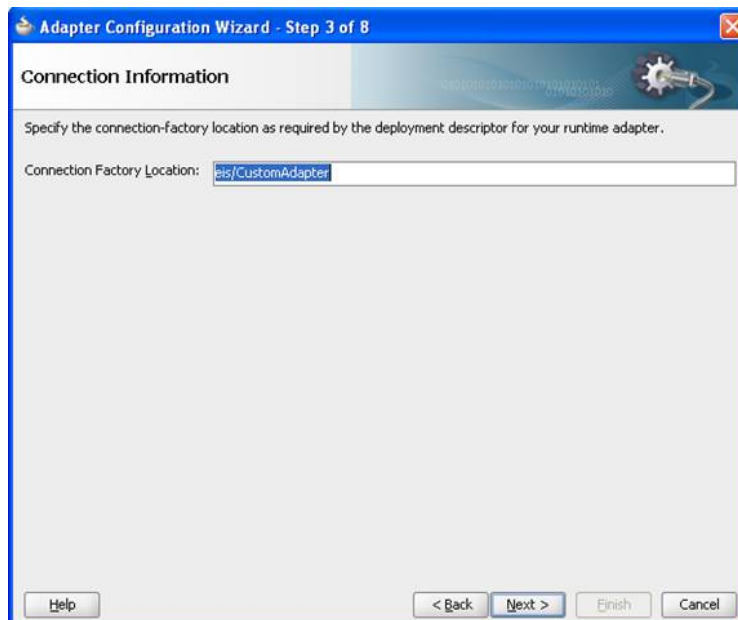 Adapter Configuration Wizard - Step 3 of 8
Connection Information
Specify the connection-factory location as required by the deployment descriptor for your runtime adapter.
Connection Factory Location: eis/CustomAdapter
Help < Back Next > Finish Cancel